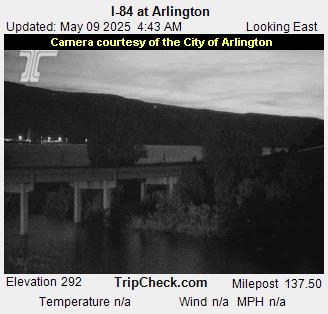 I-84 at Arlington
Updated: May 09 2025 4:43 AM Looking East
Camera courtesy of the City of Arlington
Elevation 292 TripCheck.com Milepost 137.50
Temperature n/a Wind n/a MPH n/a